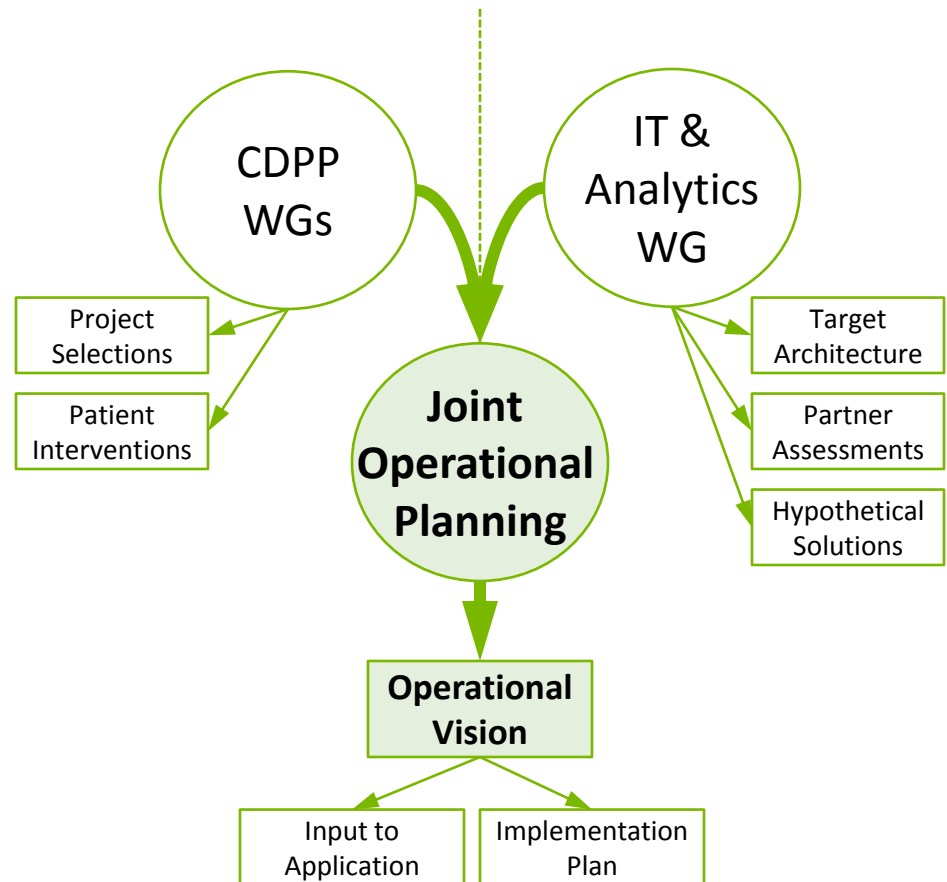 CDPP
WGs
IT &
Analytics
WG
Project
Selections
Patient
Interventions
Target
Architecture
Partner
Assessments
Hypothetical
Solutions
Joint
Operational
Planning
Operational
Vision
Input to
Application
Implementation
Plan